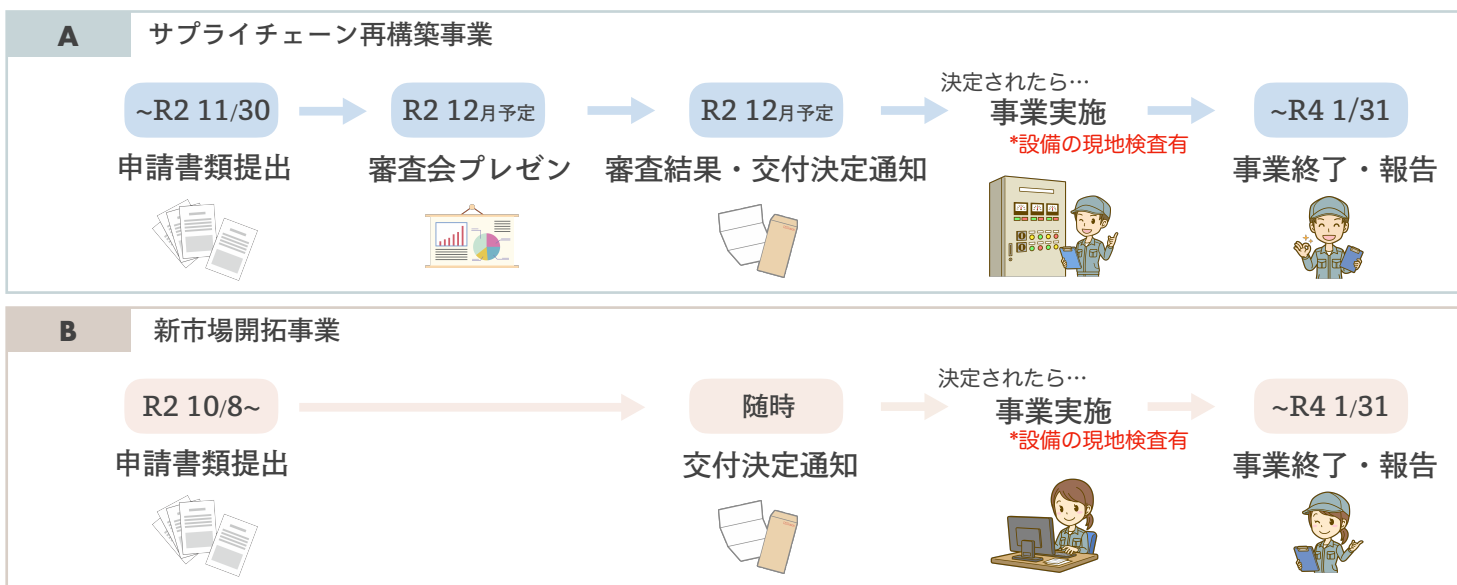 A サプライチェーン再構築事業
決定されたら…
~R2 11/30 R2 12月予定 R2 12月予定 事業実施 ~R4 1/31
*設備の現地検査有
申請書類提出 審査会プレゼン 審査結果・交付決定通知 事業終了・報告
B 新市場開拓事業
決定されたら…
R2 10/8~ 随時 事業実施 ~R4 1/31
*設備の現地検査有
申請書類提出 交付決定通知 事業終了・報告